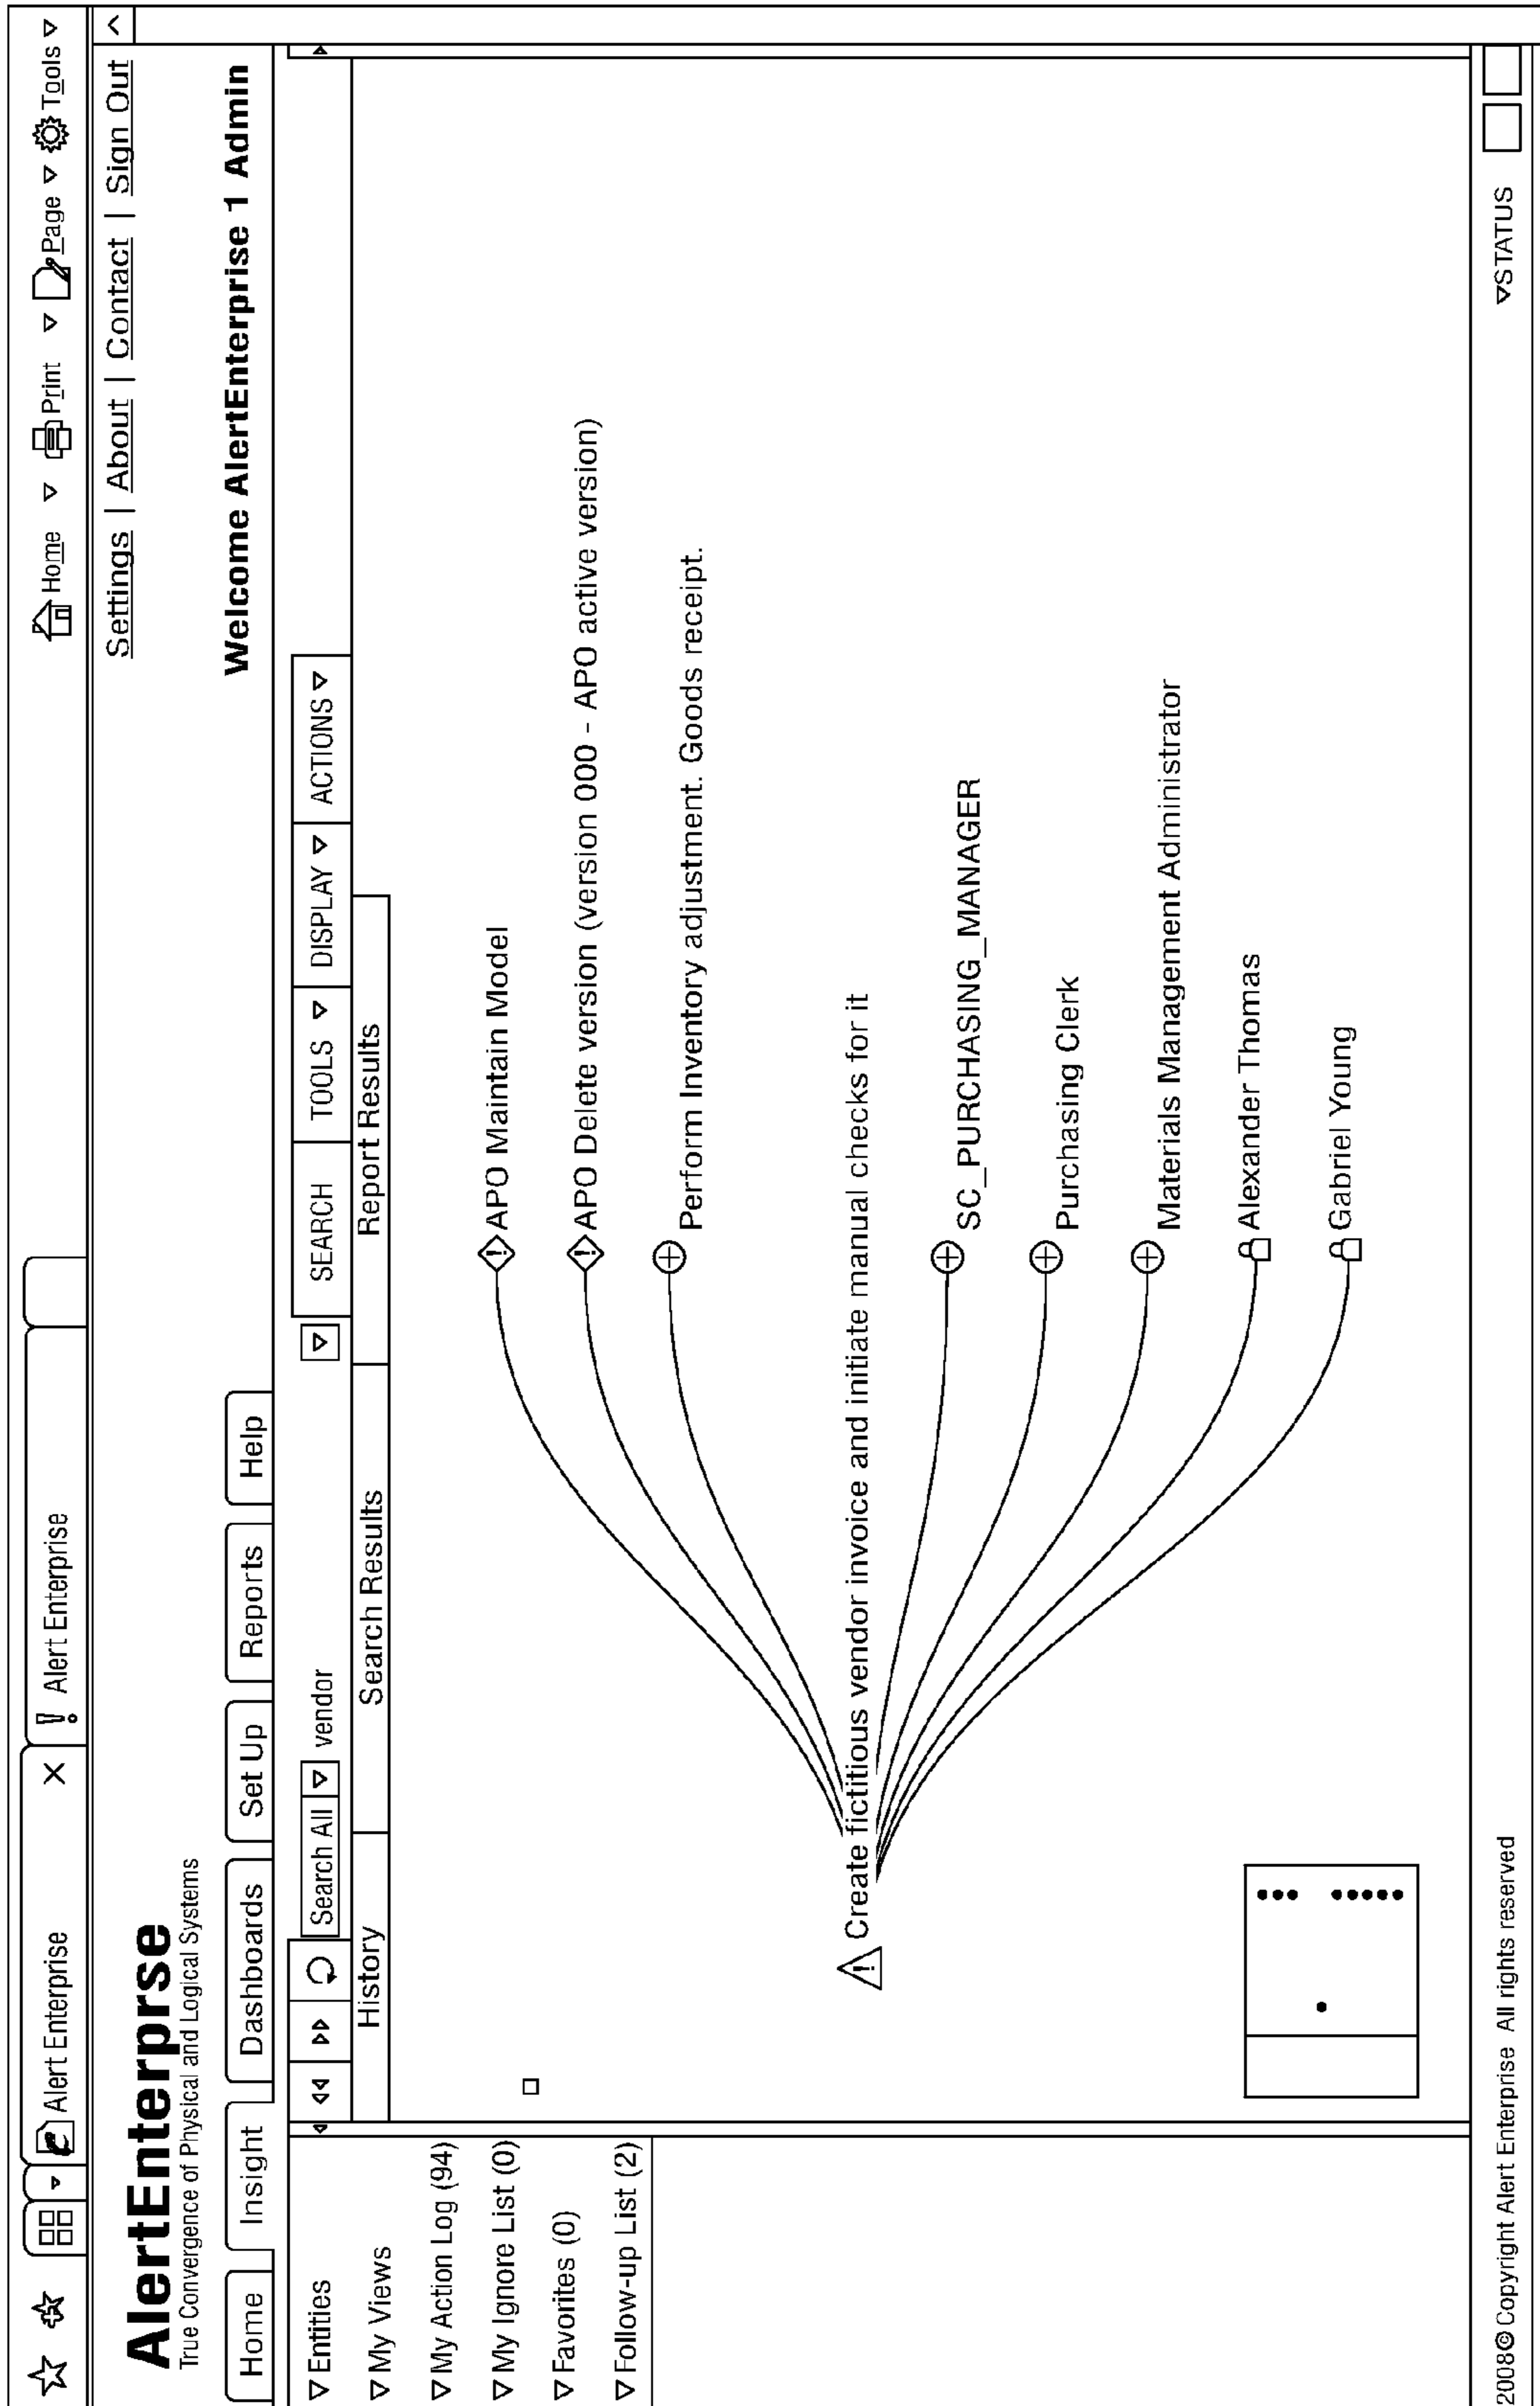 Alert Enterprise X
! Alert Enterprise
Home Print Page Tools
Settings | About | Contact | Sign Out
AlertEnterprse
True Convergence of Physical and Logical Systems
Welcome AlertEnterprise 1 Admin
Home Insight Dashboards Set Up Reports Help
Entities
My Views
My Action Log (94)
My Ignore List (0)
Favorites (0)
Follow-up List (2)
Search All vendor SEARCH TOOLS DISPLAY ACTIONS
History Search Results Report Results
APO Maintain Model
APO Delete version (version 000 - APO active version)
Perform Inventory adjustment. Goods receipt.
Create fictitious vendor invoice and initiate manual checks for it
SC_PURCHASING_MANAGER
Purchasing Clerk
Materials Management Administrator
Alexander Thomas
Gabriel Young
2008© Copyright Alert Enterprise All rights reserved
STATUS